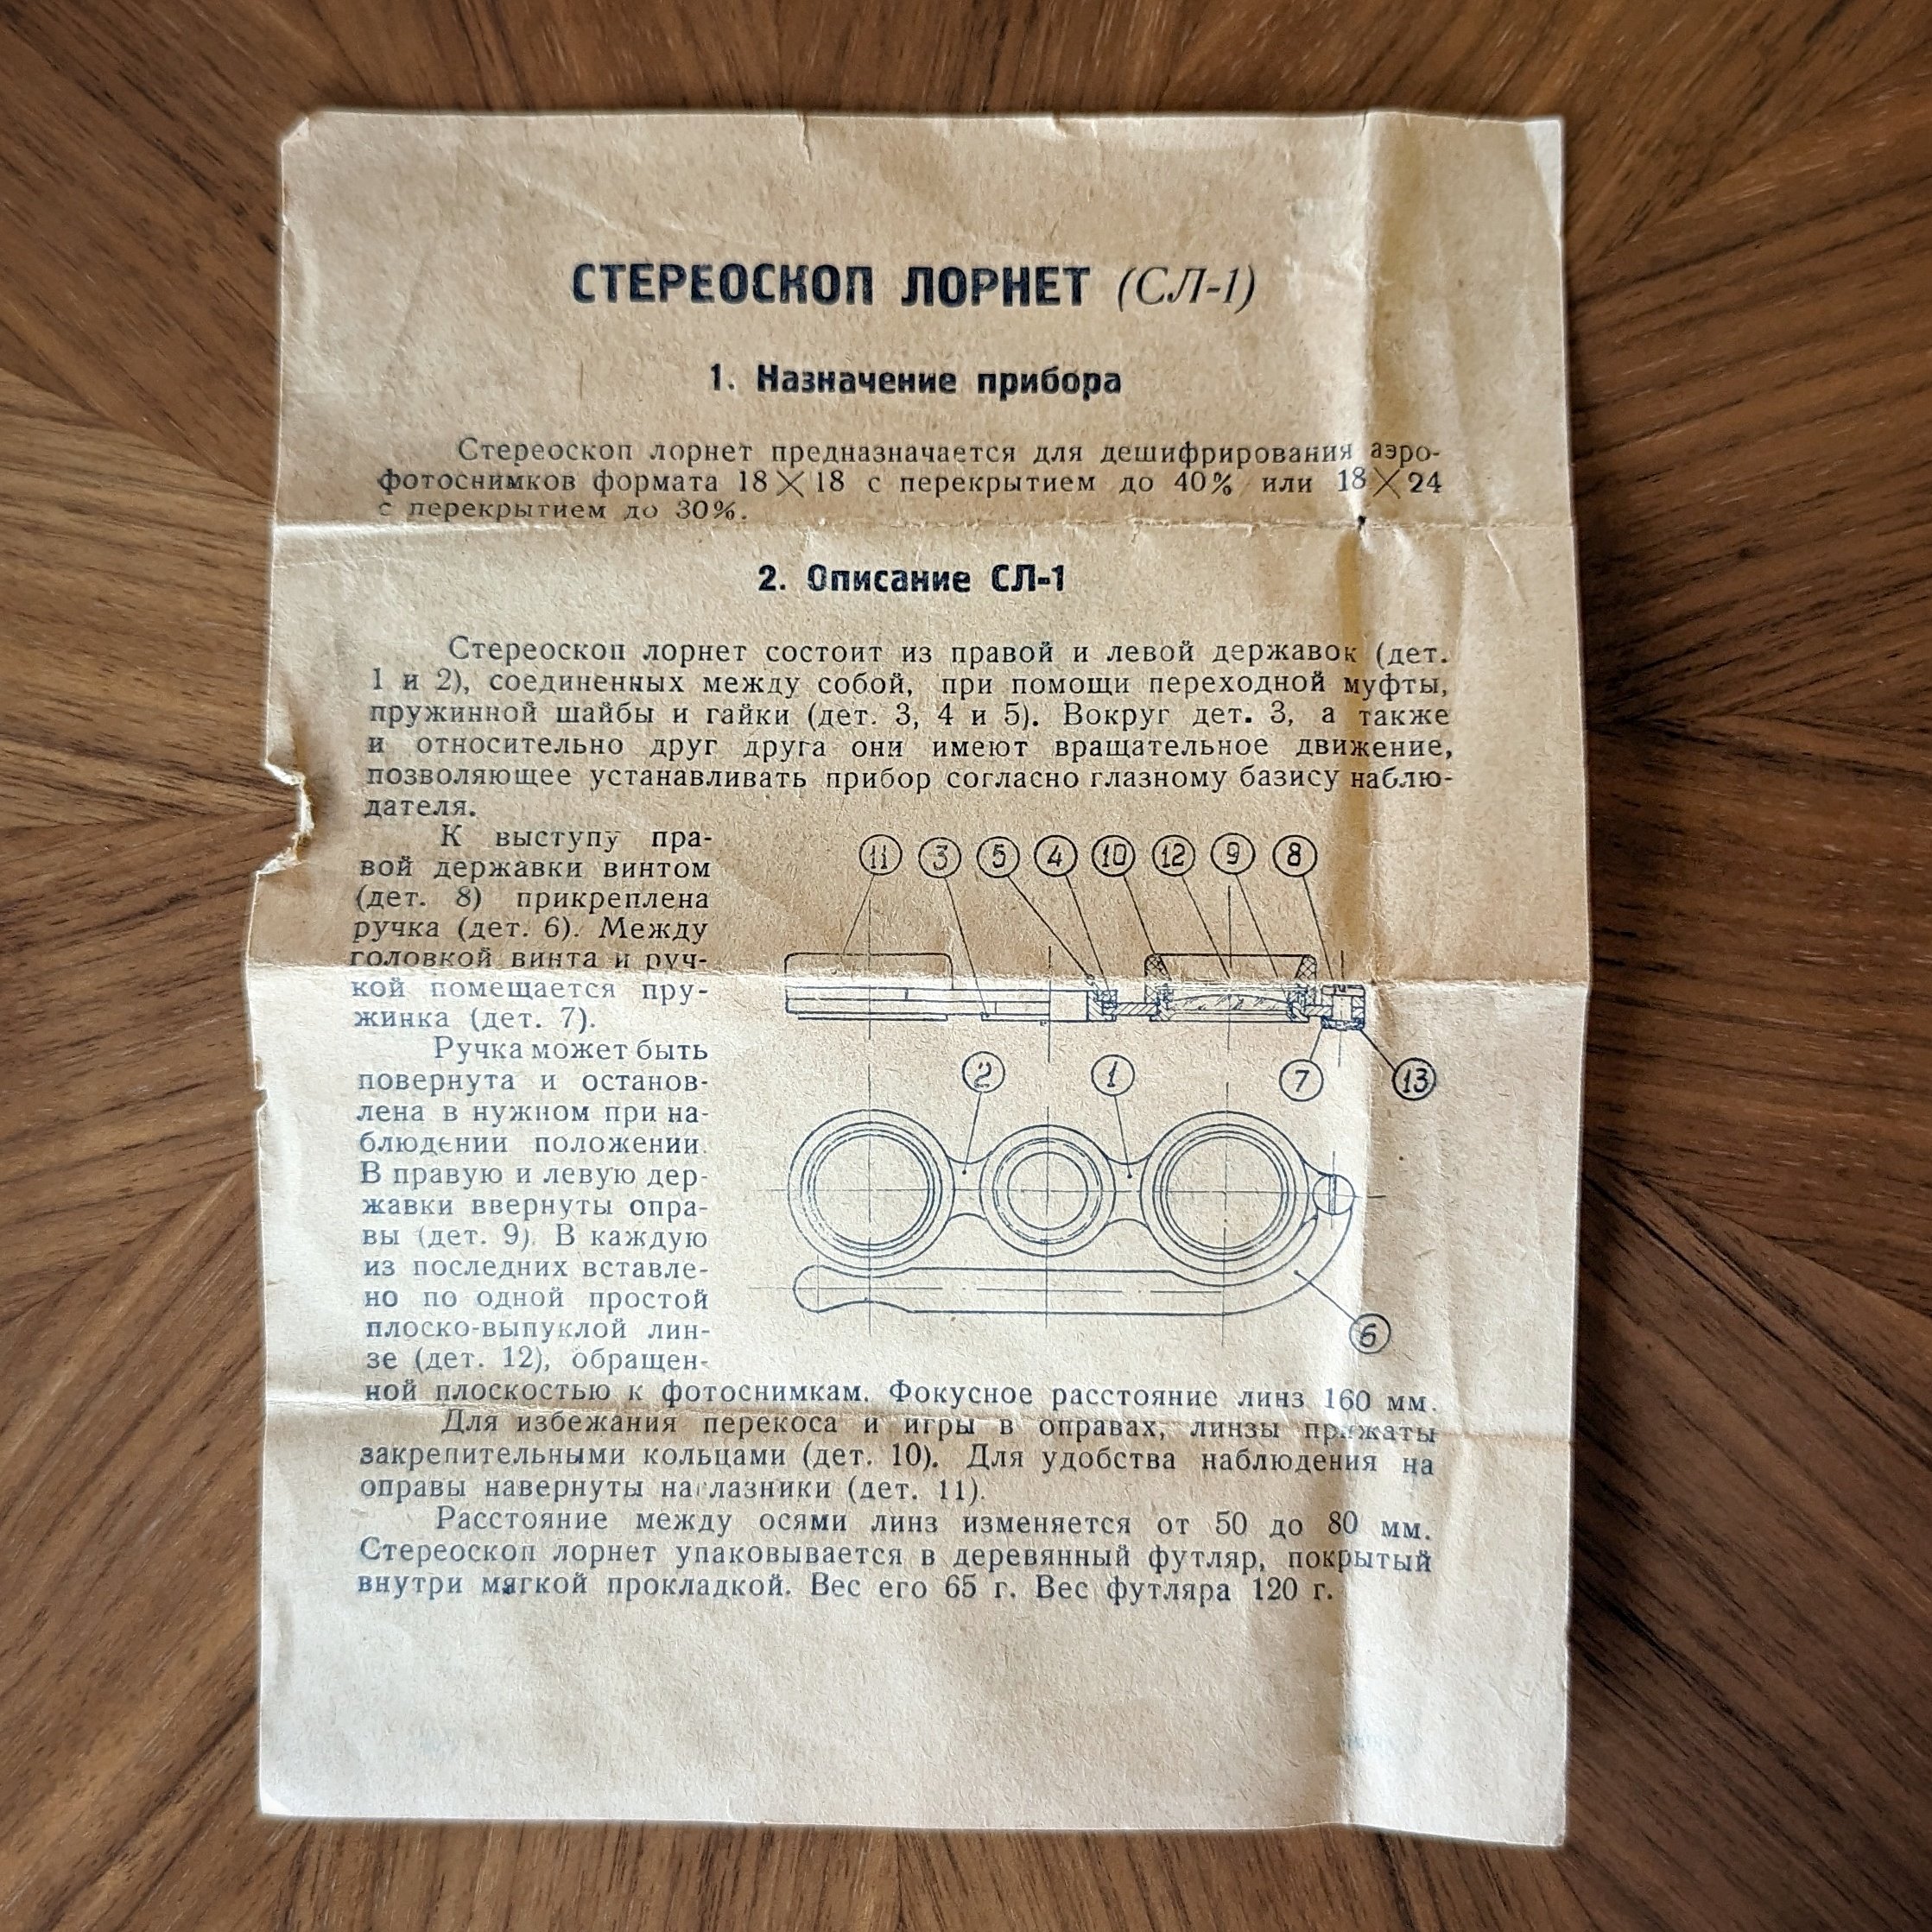 СТЕРЕОСКОП ЛОРНЕТ (СЛ-1)
1. Назначение прибора
Стереоскоп лорнет предназначается для дешифрирования аэро-
фотоснимков формата 18×18 с перекрытием до 40% или 18×24
с перекрытием до 30%.
2. Описание СЛ-1
Стереоскоп лорнет состоит из правой и левой державок (дет.
1 и 2), соединенных между собой, при помощи переходной муфты,
пружинной шайбы и гайки (дет. 3, 4 и 5). Вокруг дет. 3, а также
и относительно друг друга они имеют вращательное движение,
позволяющее устанавливать прибор согласно глазному базису наблю-
дателя.
К выступу пра-
вой державки винтом
(дет. 8) прикреплена
ручка (дет. 6). Между
головкой винта и руч-
кой помещается пру-
жинка (дет. 7).
Ручка может быть
повернута и останов-
лена в нужном при на-
блюдении положении.
В правую и левую дер-
жавки ввернуты опра-
вы (дет. 9). В каждую
из последних вставле-
но по одной простой
плоско-выпуклой лин-
зе (дет. 12), обращен-
ной плоскостью к фотоснимкам. Фокусное расстояние линз 160 мм.
Для избежания перекоса и игры в оправах, линзы прижаты
закрепительными кольцами (дет. 10). Для удобства наблюдения на
оправы навернуты наглазники (дет. 11).
Расстояние между осями линз изменяется от 50 до 80 мм.
Стереоскоп лорнет упаковывается в деревянный футляр, покрытый
внутри мягкой прокладкой. Вес его 65 г. Вес футляра 120 г.
11 3 5 4 10 12 9 8
2 1 7 13
6